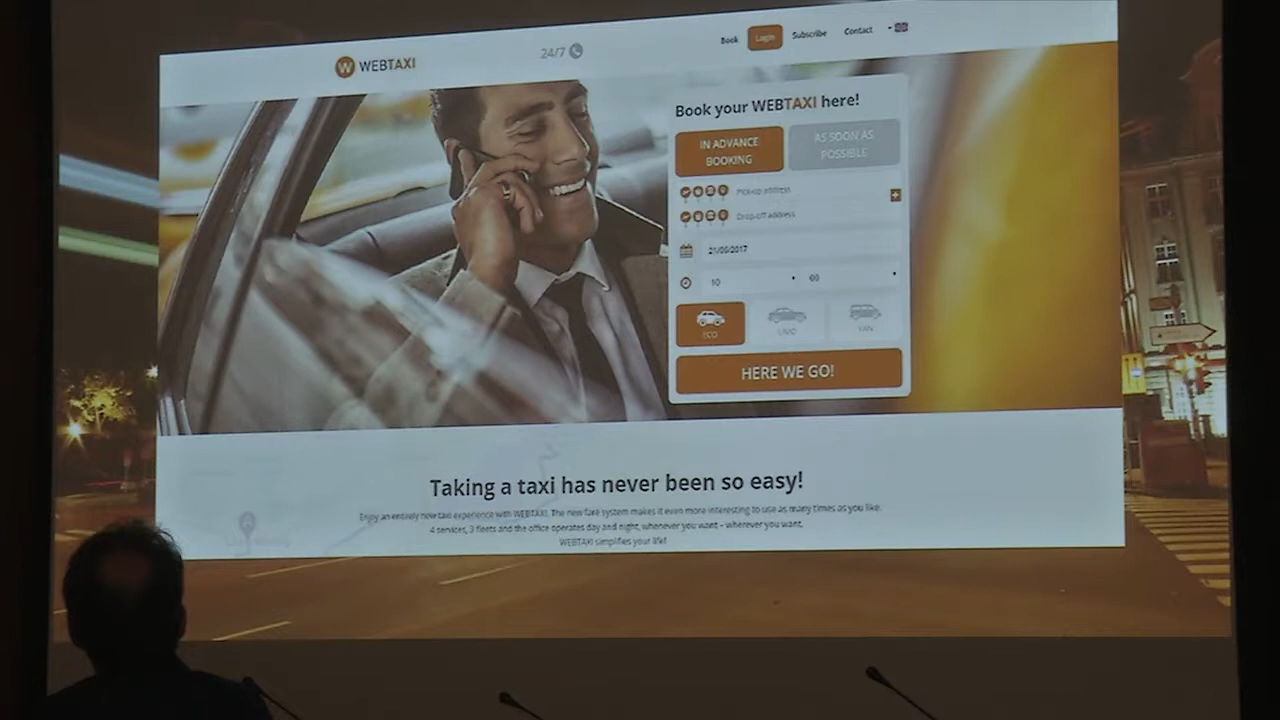 WEBTAXI
24/7
Book
Login
Subscribe
Contact
Book your WEBTAXI here!
IN ADVANCE
BOOKING
AS SOON AS
POSSIBLE
Pick-up address
Drop-off address
21/09/2017
10
00
ECO
LIMO
VAN
HERE WE GO!
Taking a taxi has never been so easy!
Enjoy an entirely new taxi experience with WEBTAXI. The new fare system makes it even more interesting to use as many times as you like.
4 services, 3 fleets and the office operates day and night, whenever you want – wherever you want.
WEBTAXI simplifies your life!